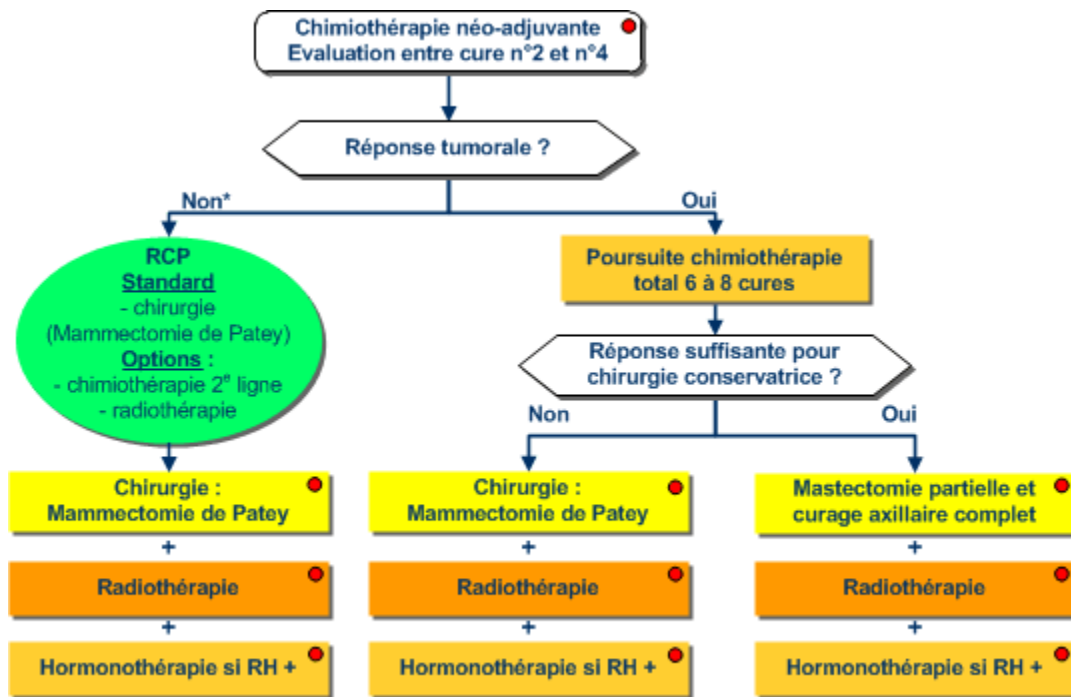 Chimiothérapie néo-adjuvante
Evaluation entre cure n°2 et n°4
Réponse tumorale ?
Non*
Oui
RCP
Standard
- chirurgie
(Mammectomie de Patey)
Options :
- chimiothérapie 2e ligne
- radiothérapie
Poursuite chimiothérapie
total 6 à 8 cures
Réponse suffisante pour
chirurgie conservatrice ?
Non
Oui
Chirurgie :
Mammectomie de Patey
+
Radiothérapie
+
Hormonothérapie si RH +
Chirurgie :
Mammectomie de Patey
+
Radiothérapie
+
Hormonothérapie si RH +
Mastectomie partielle et
curage axillaire complet
+
Radiothérapie
+
Hormonothérapie si RH +